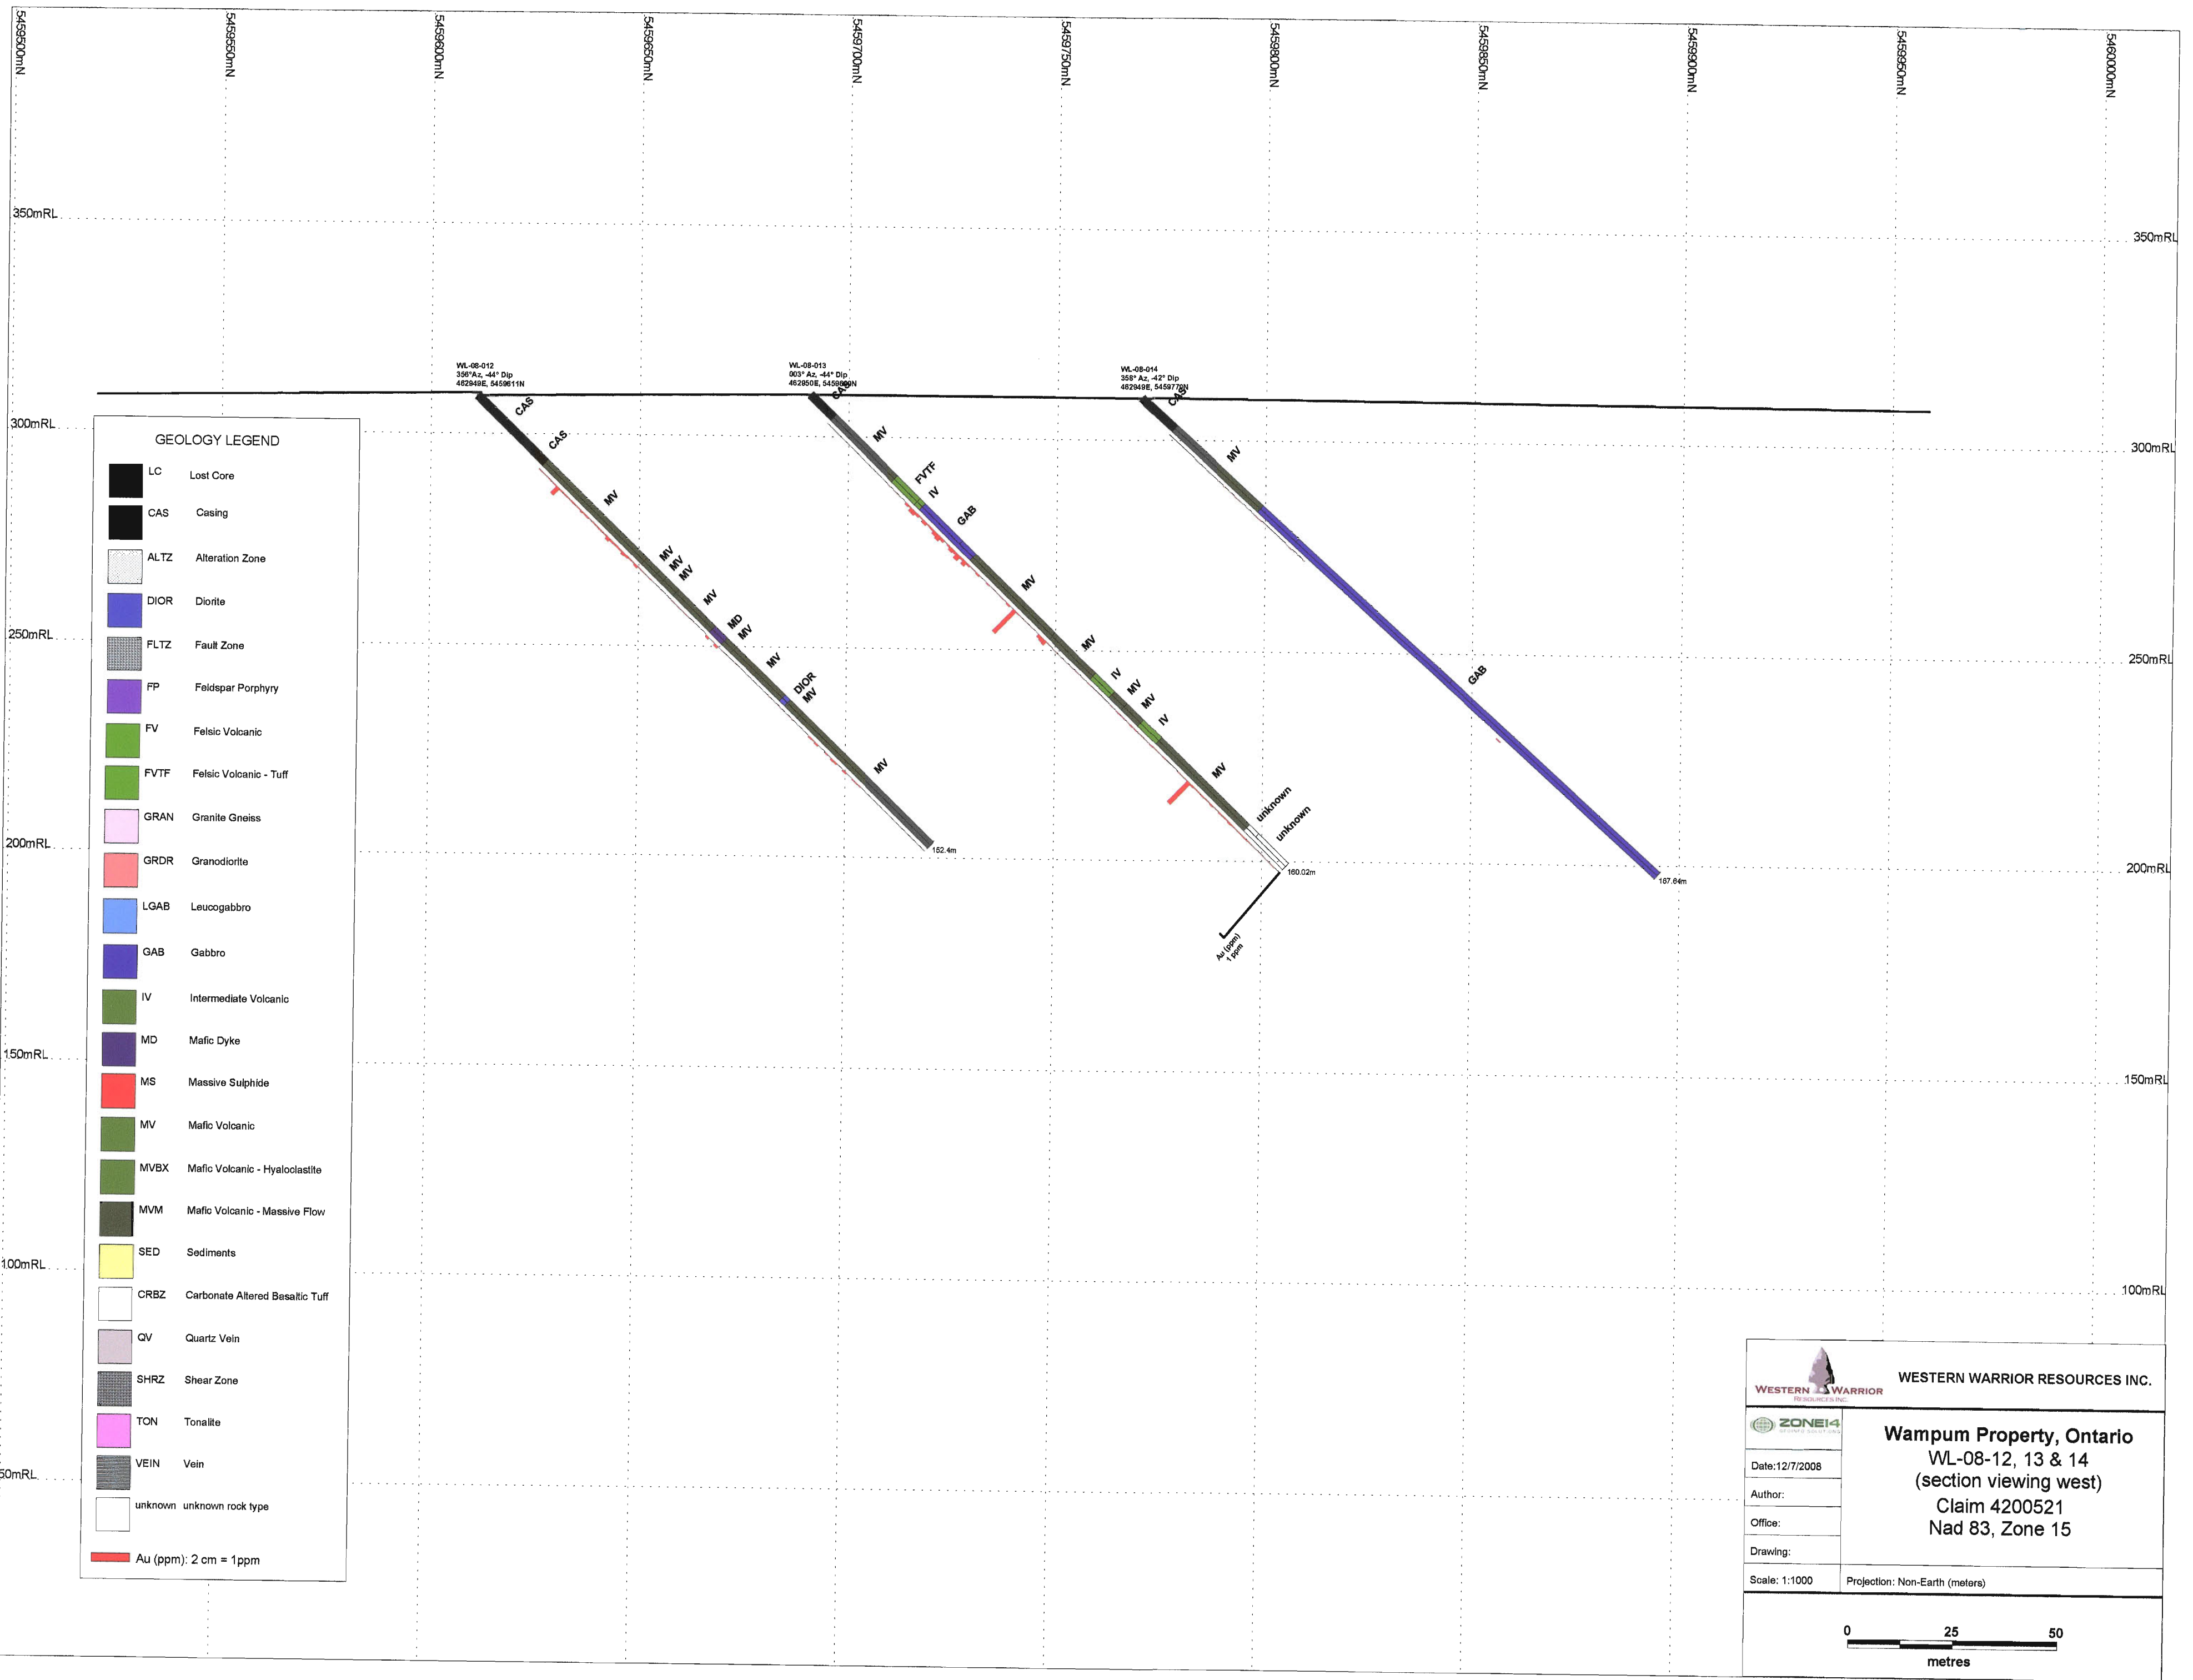 5459500mN
5459550mN
5459600mN
5459650mN
5459700mN
5459750mN
5459800mN
5459850mN
5459900mN
5459950mN
5460000mN
350mRL
350mRL
WL-08-012
356°Az, -44° Dip
462949E, 5459611N
WL-08-013
003° Az, -44° Dip
462950E,
WL-08-014
358° Az, -42° Dip
462949E, 5459770N
300mRL
300mRL
250mRL
250mRL
200mRL
200mRL
150mRL
150mRL
100mRL
100mRL
50mRL
CAS
CAS
MV
MV
MV
MV
MV
MD
MV
MV
DIOR
MV
MV
152.4m
CAS
MV
FVTF
IV
GAB
MV
MV
IV
MV
MV
IV
MV
unknown
unknown
160.02m
Au (ppm)
1 ppm
CAS
MV
GAB
167.64m
GEOLOGY LEGEND
LC Lost Core
CAS Casing
ALTZ Alteration Zone
DIOR Diorite
FLTZ Fault Zone
FP Feldspar Porphyry
FV Felsic Volcanic
FVTF Felsic Volcanic - Tuff
GRAN Granite Gneiss
GRDR Granodiorite
LGAB Leucogabbro
GAB Gabbro
IV Intermediate Volcanic
MD Mafic Dyke
MS Massive Sulphide
MV Mafic Volcanic
MVBX Mafic Volcanic - Hyaloclastite
MVM Mafic Volcanic - Massive Flow
SED Sediments
CRBZ Carbonate Altered Basaltic Tuff
QV Quartz Vein
SHRZ Shear Zone
TON Tonalite
VEIN Vein
unknown unknown rock type
Au (ppm): 2 cm = 1ppm
WESTERN WARRIOR
RESOURCES INC.
WESTERN WARRIOR RESOURCES INC.
ZONE14
GEOINFO SOLUTIONS
Date:12/7/2008
Author:
Office:
Drawing:
Scale: 1:1000
Wampum Property, Ontario
WL-08-12, 13 & 14
(section viewing west)
Claim 4200521
Nad 83, Zone 15
Projection: Non-Earth (meters)
0 25 50
metres